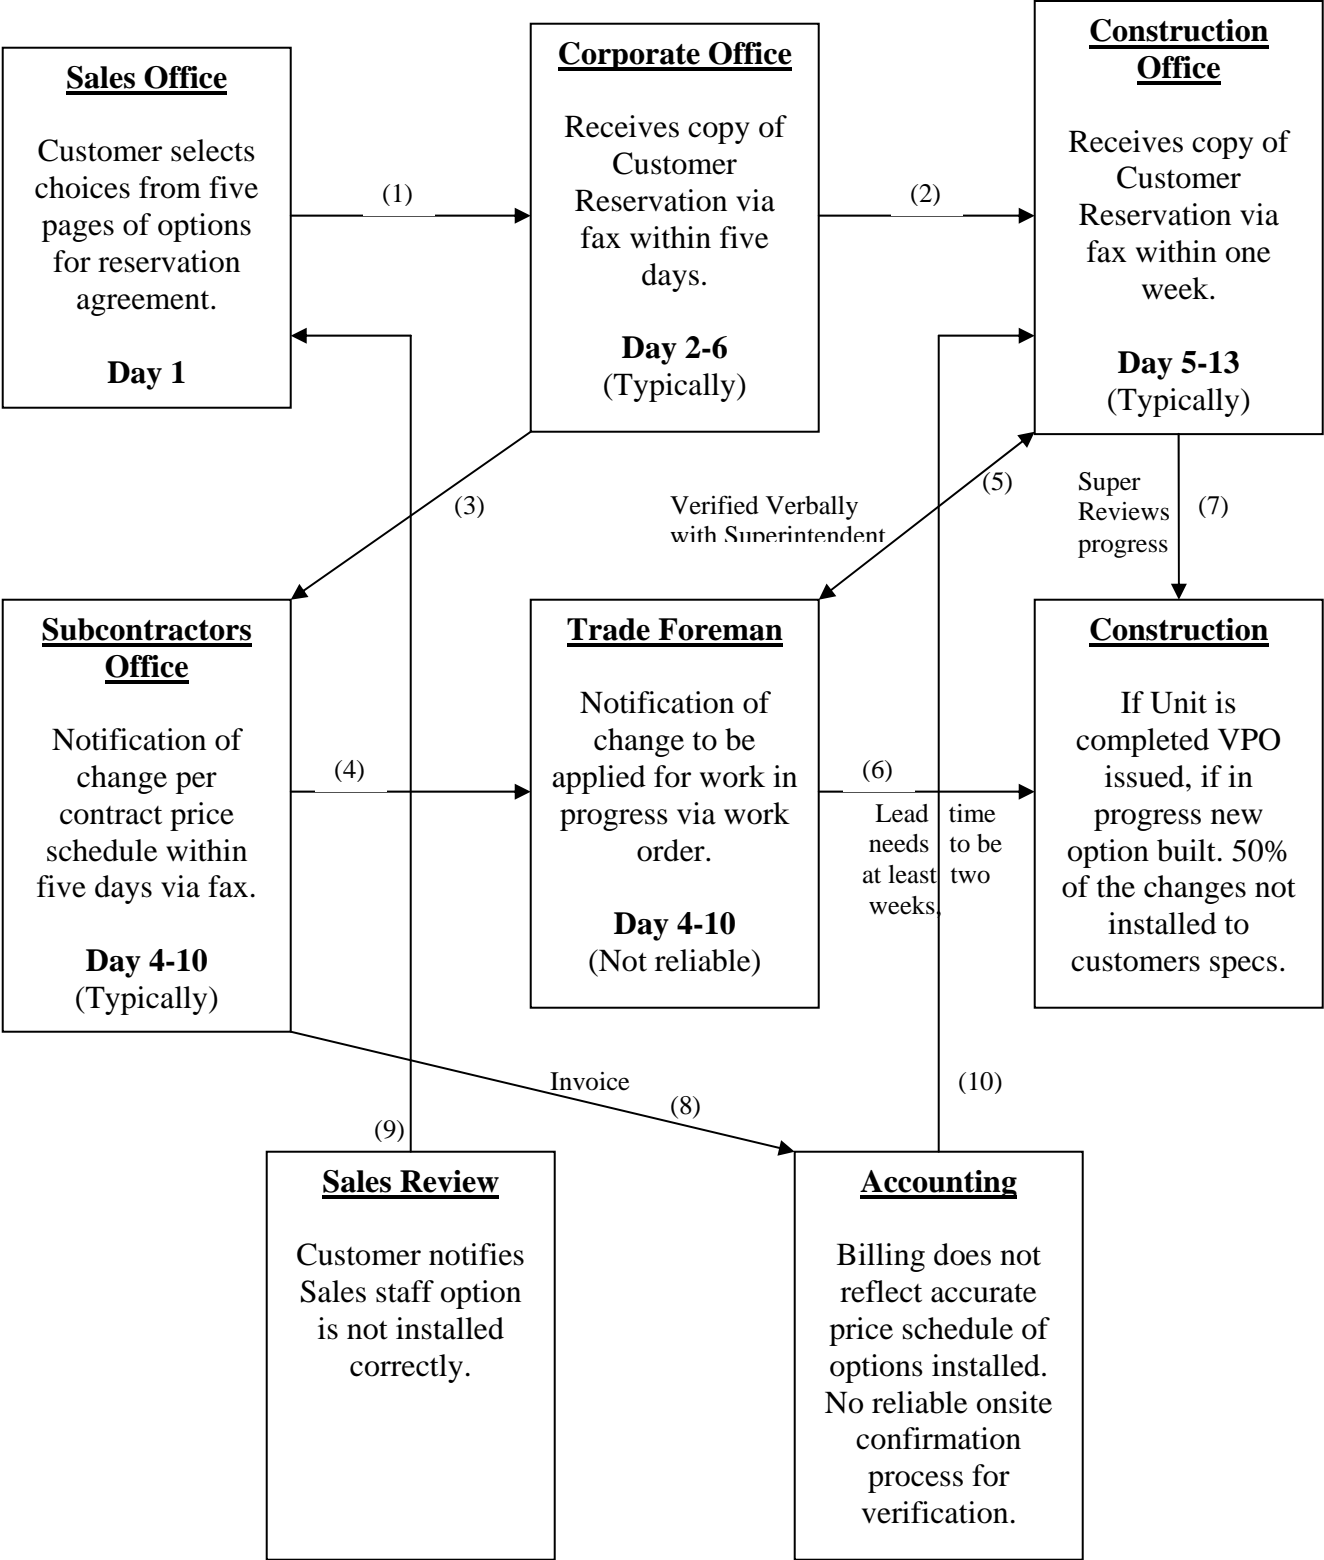 Sales Office
Customer selects
choices from five
pages of options
for reservation
agreement.
Day 1
(1)
Corporate Office
Receives copy of
Customer
Reservation via
fax within five
days.
Day 2-6
(Typically)
(2)
Construction
Office
Receives copy of
Customer
Reservation via
fax within one
week.
Day 5-13
(Typically)
(3)
Verified Verbally
with Superintendent
(5)
Super
Reviews
progress
(7)
Subcontractors
Office
Notification of
change per
contract price
schedule within
five days via fax.
Day 4-10
(Typically)
(4)
Trade Foreman
Notification of
change to be
applied for work in
progress via work
order.
Day 4-10
(Not reliable)
(6)
Lead time
needs to be
at least two
weeks,
Construction
If Unit is
completed VPO
issued, if in
progress new
option built. 50%
of the changes not
installed to
customers specs.
Invoice
(8)
(9)
(10)
Sales Review
Customer notifies
Sales staff option
is not installed
correctly.
Accounting
Billing does not
reflect accurate
price schedule of
options installed.
No reliable onsite
confirmation
process for
verification.